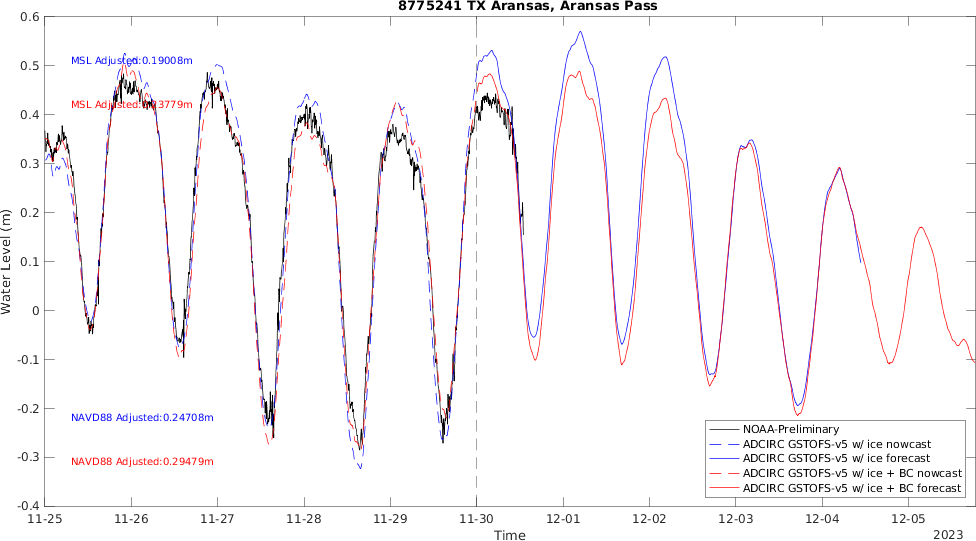 8775241 TX Aransas, Aransas Pass
Water Level (m)
0.6
0.5
0.4
0.3
0.2
0.1
0
-0.1
-0.2
-0.3
-0.4
MSL Adjusted:0.19008m
MSL Adjusted:0.23779m
NAVD88 Adjusted:0.24708m
NAVD88 Adjusted:0.29479m
NOAA-Preliminary
ADCIRC GSTOFS-v5 w/ ice nowcast
ADCIRC GSTOFS-v5 w/ ice forecast
ADCIRC GSTOFS-v5 w/ ice + BC nowcast
ADCIRC GSTOFS-v5 w/ ice + BC forecast
11-25 11-26 11-27 11-28 11-29 11-30 12-01 12-02 12-03 12-04 12-05
Time
2023